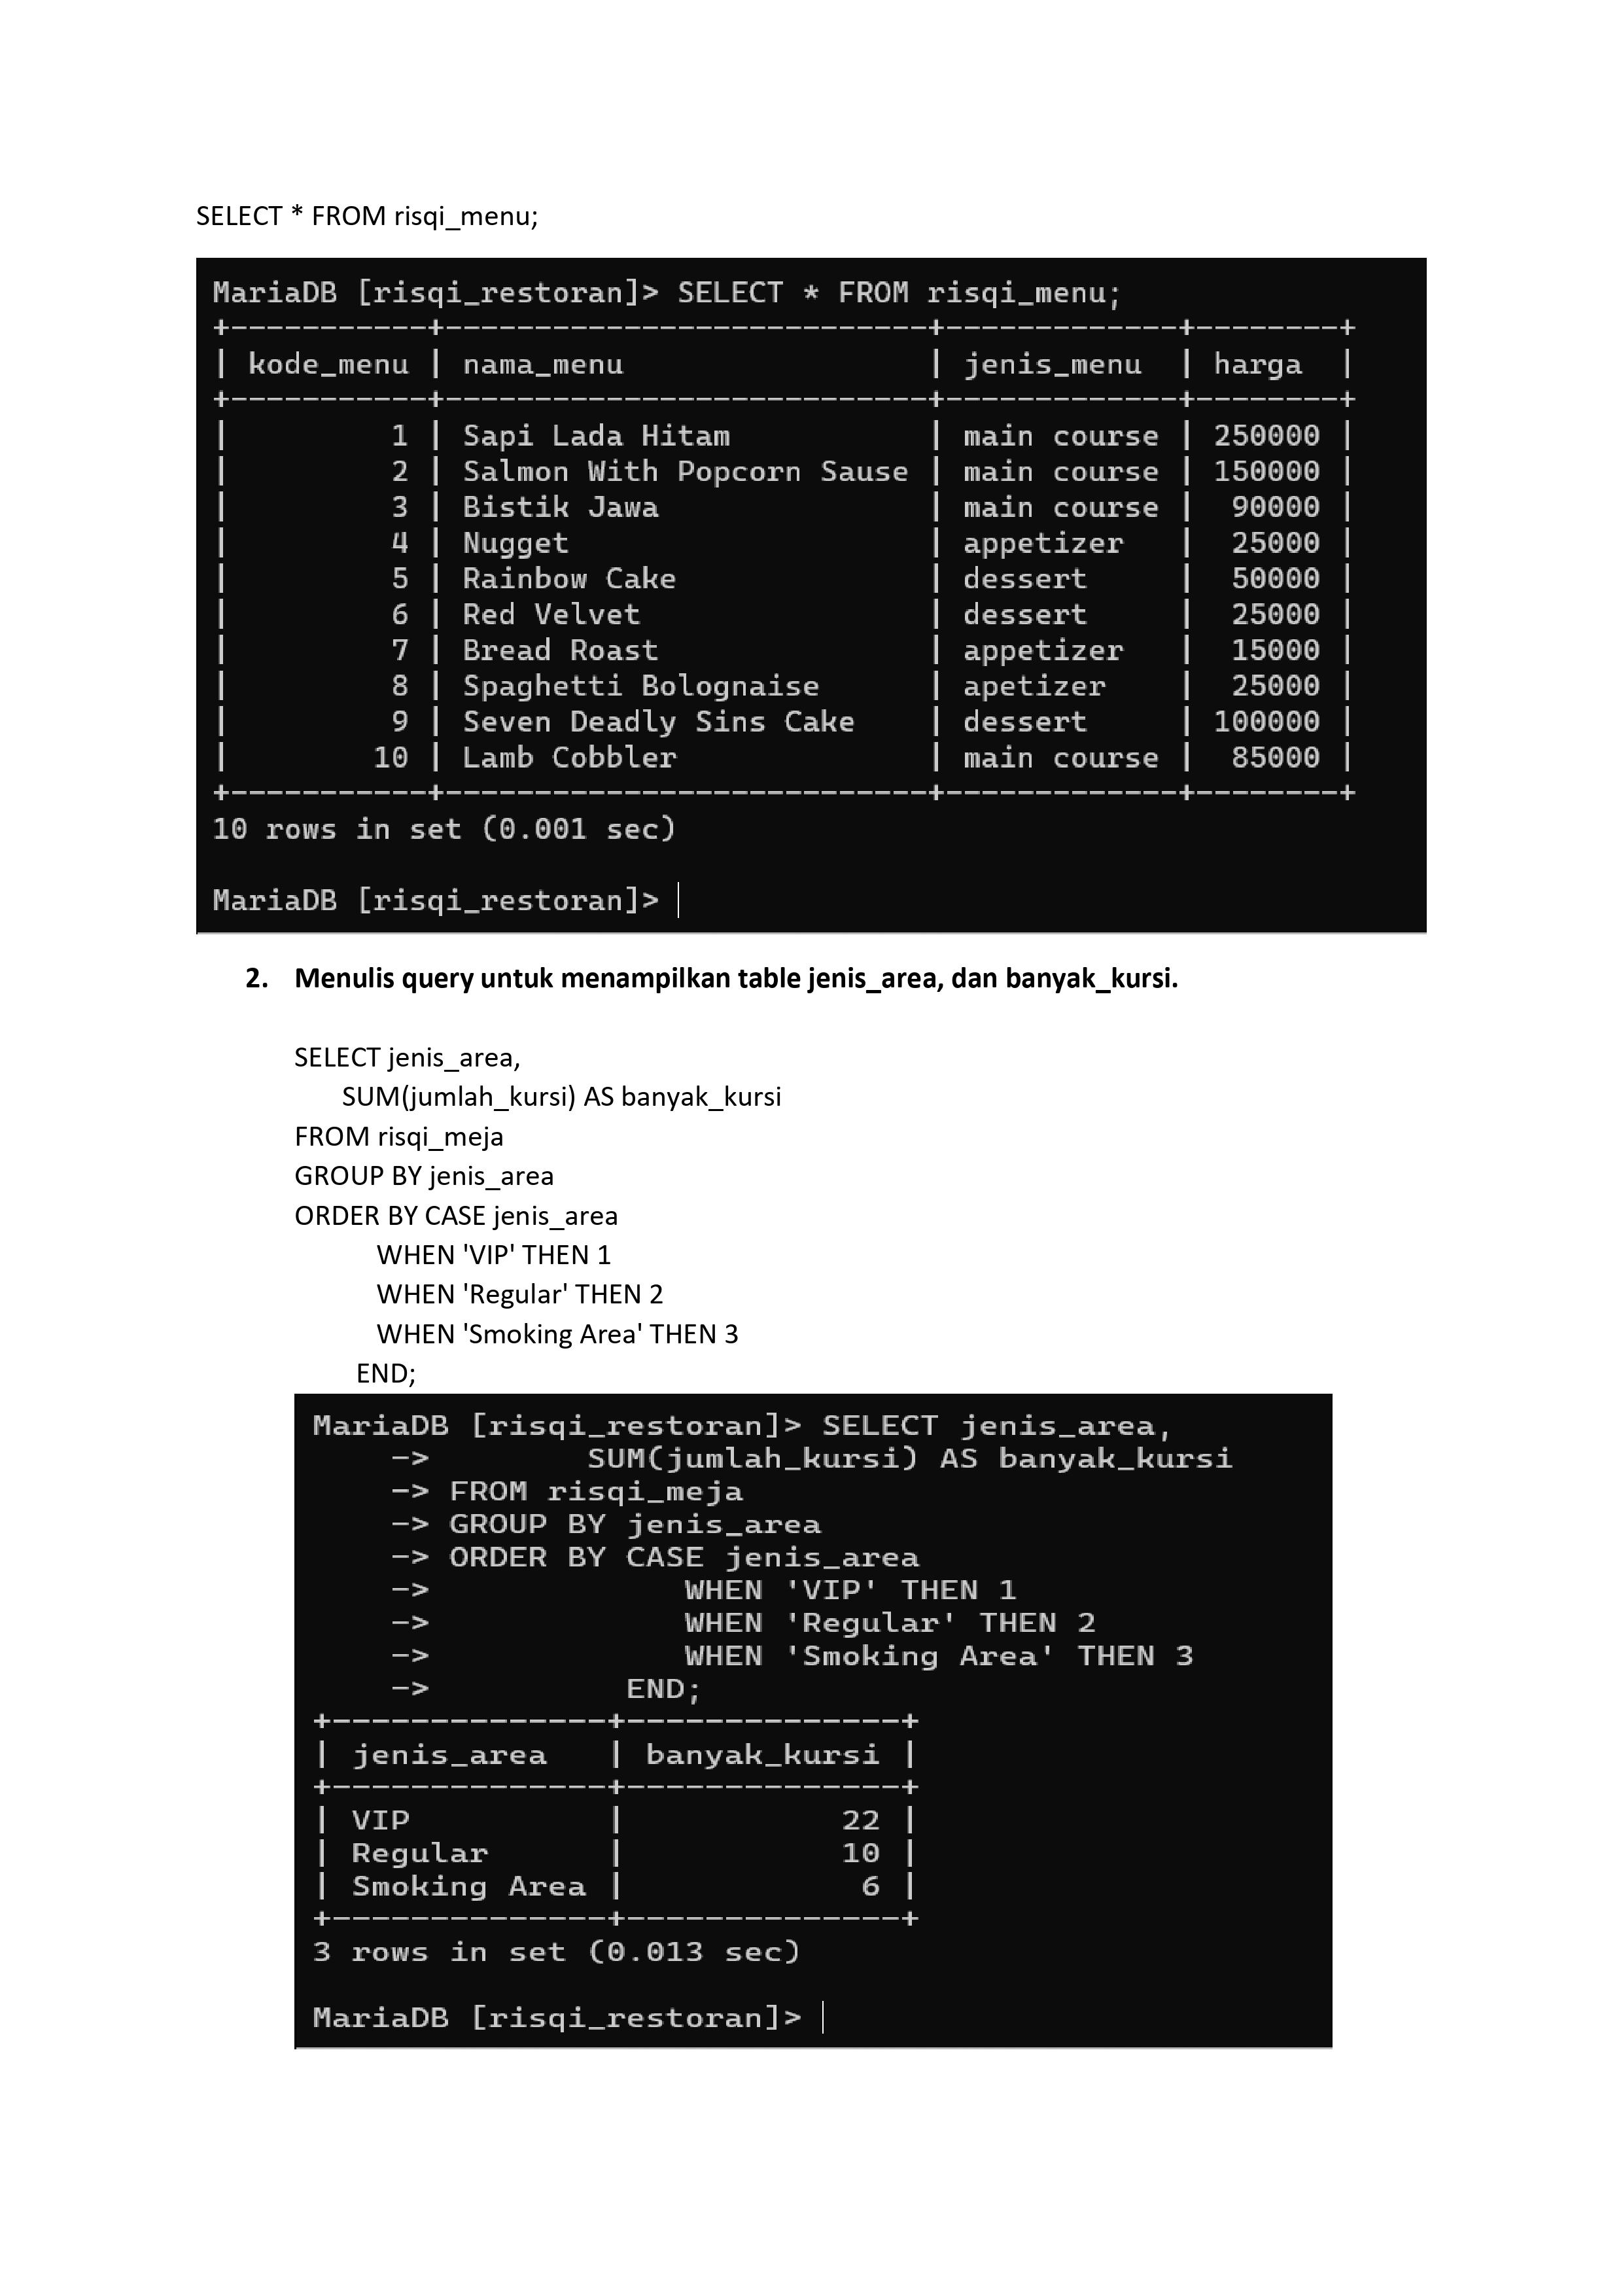 SELECT * FROM risqi_menu;
MariaDB [risqi_restoran]> SELECT * FROM risqi_menu;
+-----------+---------------------------+-------------+--------+
| kode_menu | nama_menu                 | jenis_menu  | harga  |
+-----------+---------------------------+-------------+--------+
|         1 | Sapi Lada Hitam           | main course | 250000 |
|         2 | Salmon With Popcorn Sause | main course | 150000 |
|         3 | Bistik Jawa               | main course |  90000 |
|         4 | Nugget                    | appetizer   |  25000 |
|         5 | Rainbow Cake              | dessert     |  50000 |
|         6 | Red Velvet                | dessert     |  25000 |
|         7 | Bread Roast               | appetizer   |  15000 |
|         8 | Spaghetti Bolognaise      | apetizer    |  25000 |
|         9 | Seven Deadly Sins Cake    | dessert     | 100000 |
|        10 | Lamb Cobbler              | main course |  85000 |
+-----------+---------------------------+-------------+--------+
10 rows in set (0.001 sec)
MariaDB [risqi_restoran]>
2. Menulis query untuk menampilkan table jenis_area, dan banyak_kursi.
SELECT jenis_area,
SUM(jumlah_kursi) AS banyak_kursi
FROM risqi_meja
GROUP BY jenis_area
ORDER BY CASE jenis_area
WHEN 'VIP' THEN 1
WHEN 'Regular' THEN 2
WHEN 'Smoking Area' THEN 3
END;
MariaDB [risqi_restoran]> SELECT jenis_area,
    ->        SUM(jumlah_kursi) AS banyak_kursi
    -> FROM risqi_meja
    -> GROUP BY jenis_area
    -> ORDER BY CASE jenis_area
    ->             WHEN 'VIP' THEN 1
    ->             WHEN 'Regular' THEN 2
    ->             WHEN 'Smoking Area' THEN 3
    ->          END;
+--------------+--------------+
| jenis_area   | banyak_kursi |
+--------------+--------------+
| VIP          |           22 |
| Regular      |           10 |
| Smoking Area |            6 |
+--------------+--------------+
3 rows in set (0.013 sec)
MariaDB [risqi_restoran]>